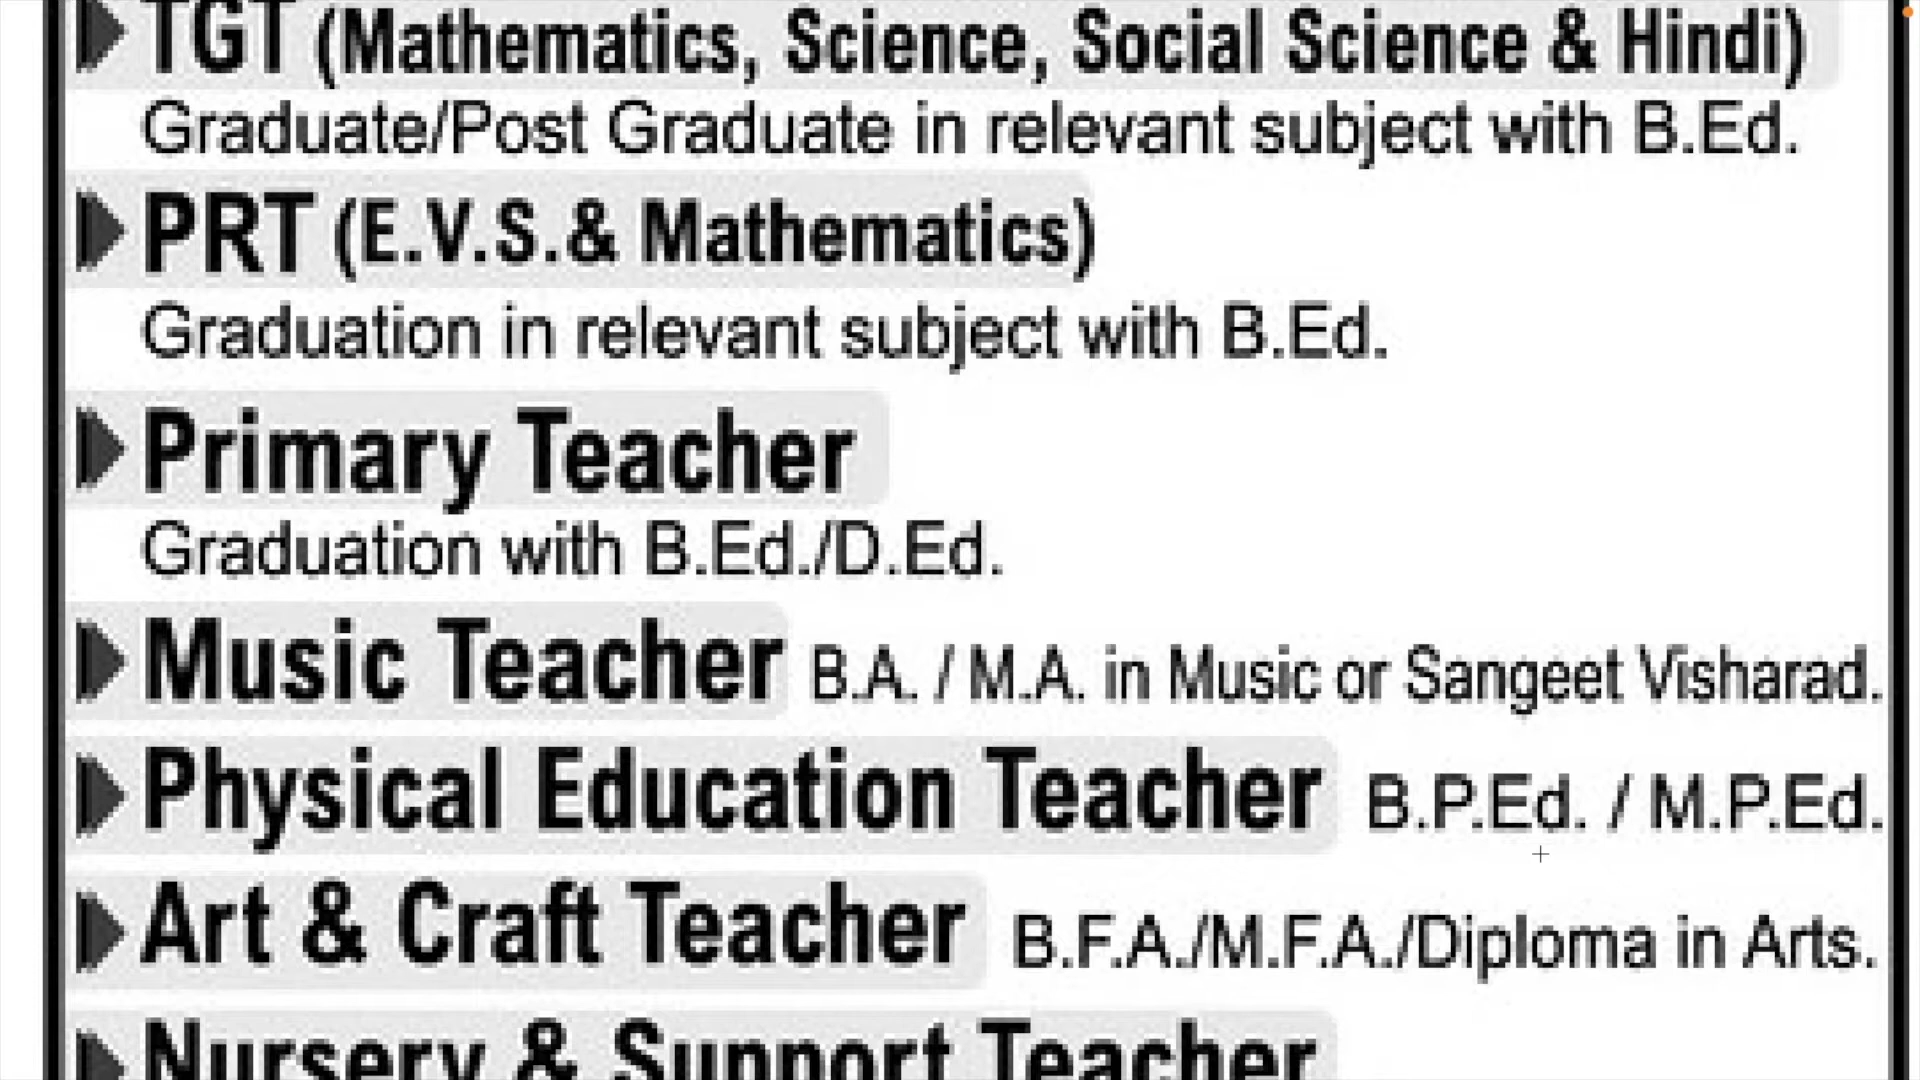 TGT (Mathematics, Science, Social Science & Hindi)
Graduate/Post Graduate in relevant subject with B.Ed.
PRT (E.V.S.& Mathematics)
Graduation in relevant subject with B.Ed.
Primary Teacher
Graduation with B.Ed./D.Ed.
Music Teacher B.A. / M.A. in Music or Sangeet Visharad.
Physical Education Teacher B.P.Ed. / M.P.Ed.
Art & Craft Teacher B.F.A./M.F.A./Diploma in Arts.
Nursery & Support Teacher